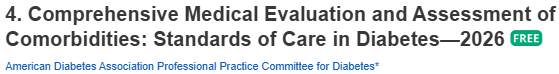 4. Comprehensive Medical Evaluation and Assessment of
Comorbidities: Standards of Care in Diabetes—2026 FREE
American Diabetes Association Professional Practice Committee for Diabetes*